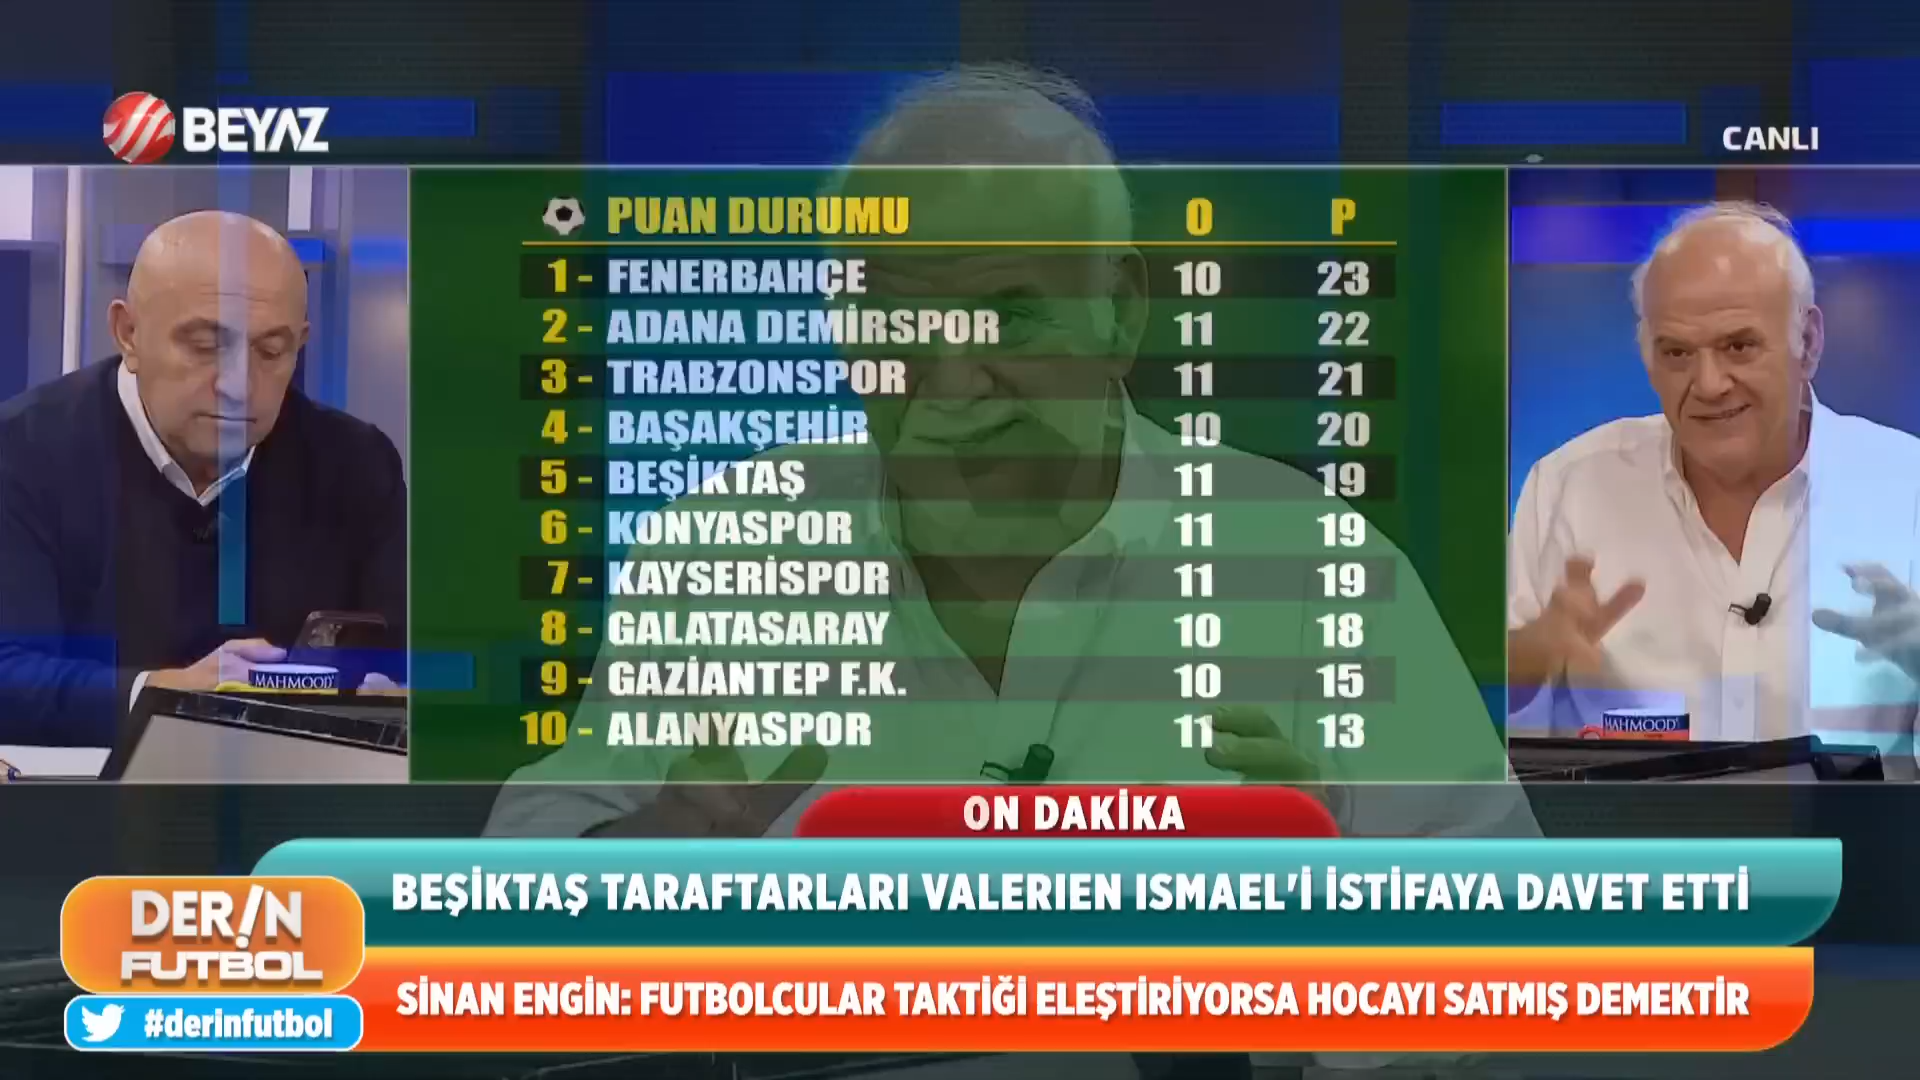 BEYAZ
CANLI
PUAN DURUMU O P
1 - FENERBAHÇE 10 23
2 - ADANA DEMİRSPOR 11 22
3 - TRABZONSPOR 11 21
4 - BAŞAKŞEHİR 10 20
5 - BEŞİKTAŞ 11 19
6 - KONYASPOR 11 19
7 - KAYSERİSPOR 11 19
8 - GALATASARAY 10 18
9 - GAZİANTEP F.K. 10 15
10 - ALANYASPOR 11 13
MAHMOOD
MAHMOOD
ON DAKİKA
BEŞİKTAŞ TARAFTARLARI VALERIEN ISMAEL'İ İSTİFAYA DAVET ETTİ
DER!N
FUTBOL
SİNAN ENGİN: FUTBOLCULAR TAKTİĞİ ELEŞTİRİYORSA HOCAYI SATMIŞ DEMEKTİR
#derinfutbol